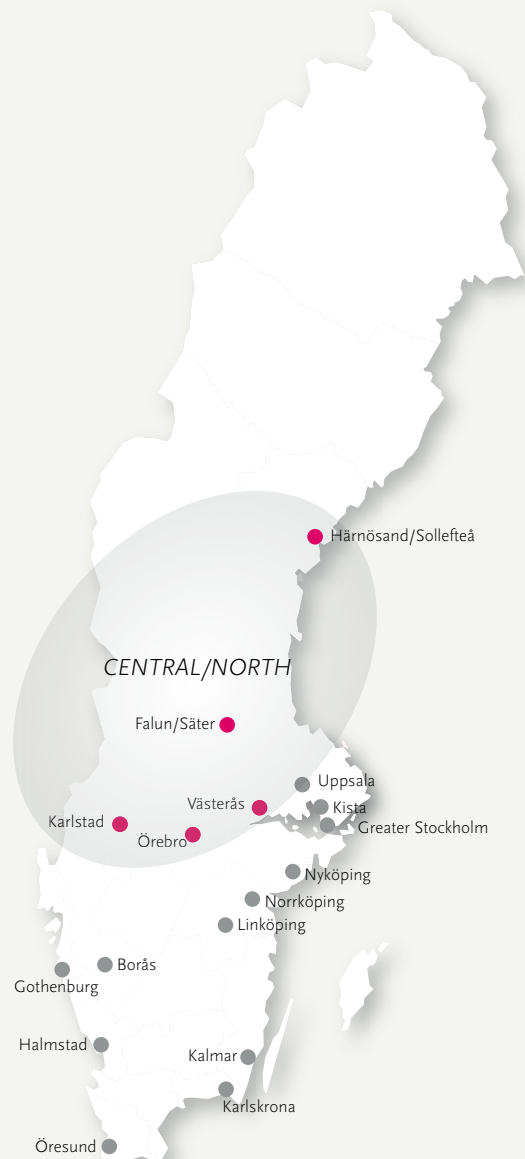 Härnösand/Sollefteå
CENTRAL/NORTH
Falun/Säter
Uppsala
Västerås
Kista
Karlstad
Greater Stockholm
Örebro
Nyköping
Norrköping
Linköping
Borås
Gothenburg
Halmstad
Kalmar
Karlskrona
Öresund